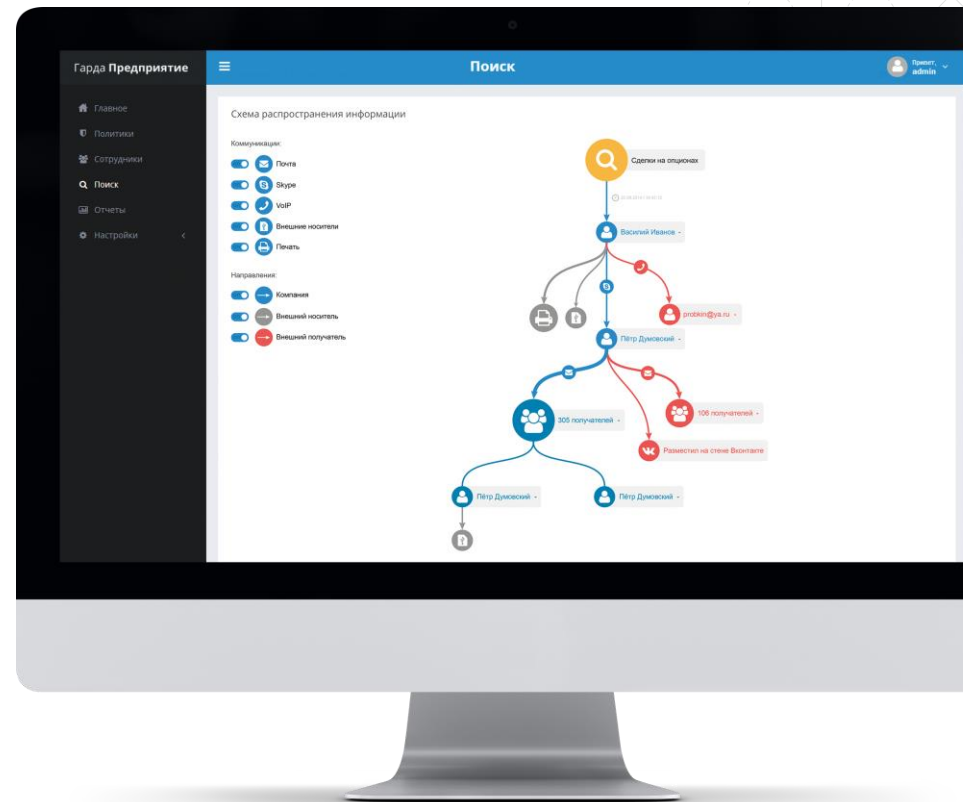 Гарда Предприятие
Поиск
Привет,
admin
Главное
Политики
Сотрудники
Поиск
Отчеты
Настройки
Схема распространения информации
Коммуникации:
Почта
Skype
VoIP
Внешние носители
Печать
Направления:
Компания
Внешний носитель
Внешний получатель
Сделки на опционах
Василий Иванов
probkin@ya.ru
Пётр Думовский
305 получателей
106 получателей
Разместил на стене Вконтакте
Пётр Думовский
Пётр Думовский